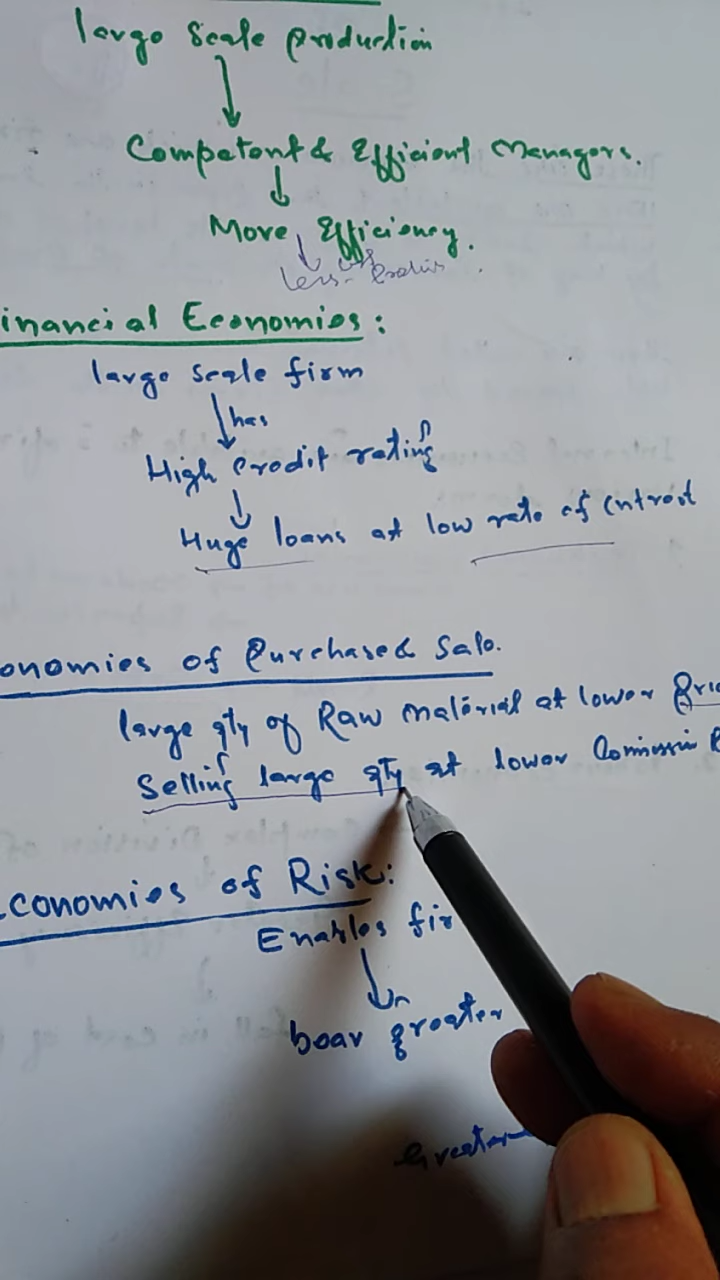 large scale production
↓
Competent & Efficient Managers.
↓
More Efficiency.
↓
less
inancial Economies:
large scale firm
↓ has
High credit rating
↓
Huge loans at low rate of intrest
onomies of Purchase & Sale.
large qty of Raw material at lower Pric
Selling large qty at lower
conomies of Risk:
Enables fir
↓
bear greater